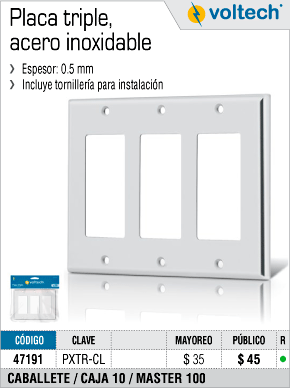 Placa triple,
acero inoxidable
voltech
Espesor: 0.5 mm
Incluye tornillería para instalación
CÓDIGO CLAVE MAYOREO PÚBLICO R
47191 PXTR-CL $ 35 $ 45
CABALLETE / CAJA 10 / MASTER 100